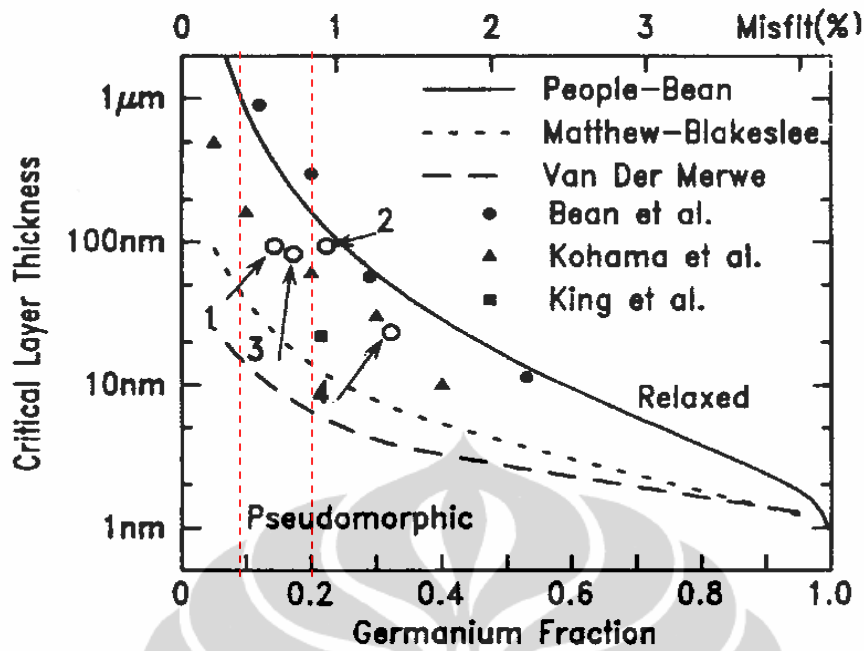 0 1 2 3 Misfit(%)
1μm
100nm
10nm
1nm
Critical Layer Thickness
People-Bean
Matthew-Blakeslee
Van Der Merwe
Bean et al.
Kohama et al.
King et al.
2
1
3
4
Relaxed
Pseudomorphic
0 0.2 0.4 0.6 0.8 1.0
Germanium Fraction